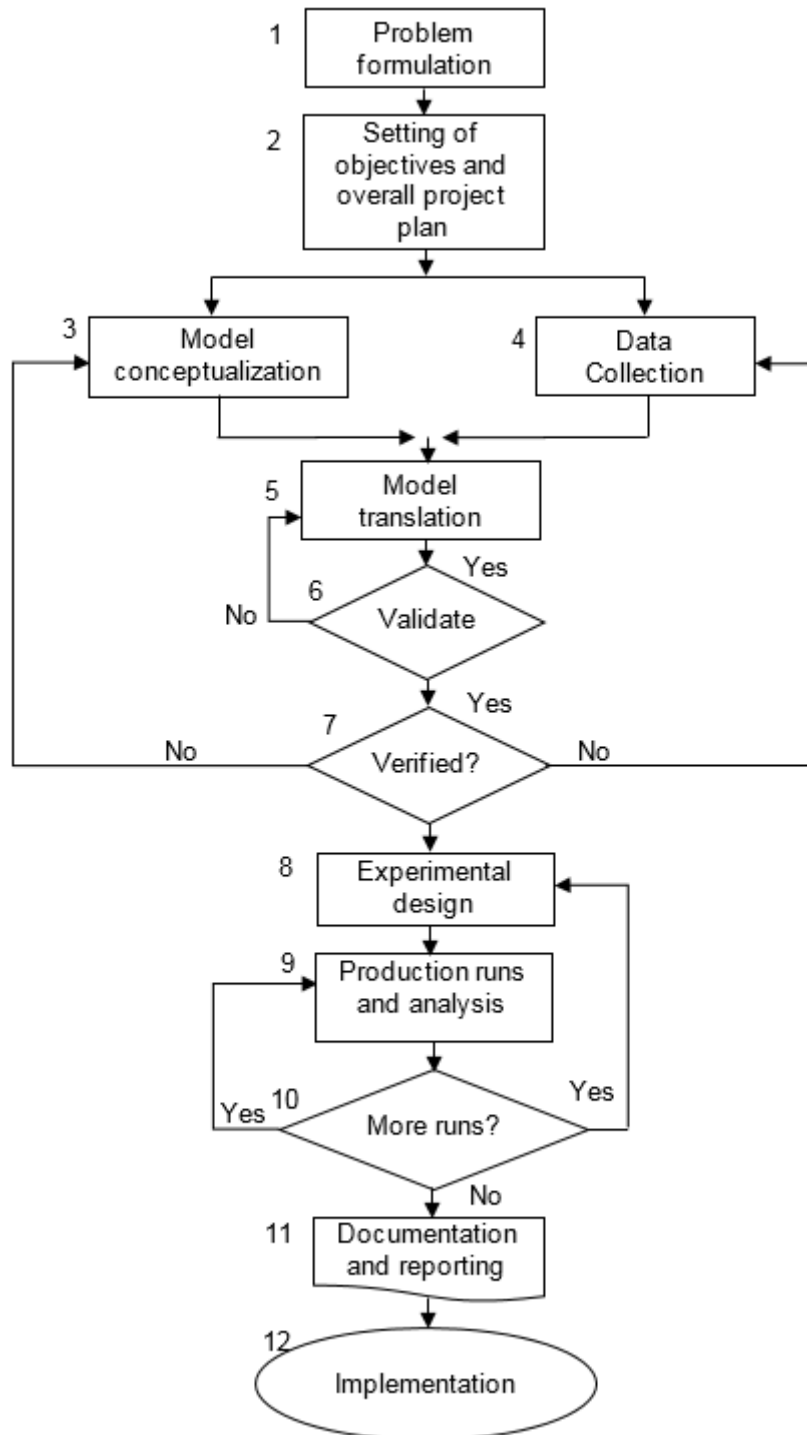 1
Problem
formulation
2
Setting of
objectives and
overall project
plan
3
Model
conceptualization
4
Data
Collection
5
Model
translation
Yes
6
No
Validate
Yes
7
No
Verified?
No
8
Experimental
design
9
Production runs
and analysis
10
Yes
More runs?
Yes
No
11
Documentation
and reporting
12
Implementation